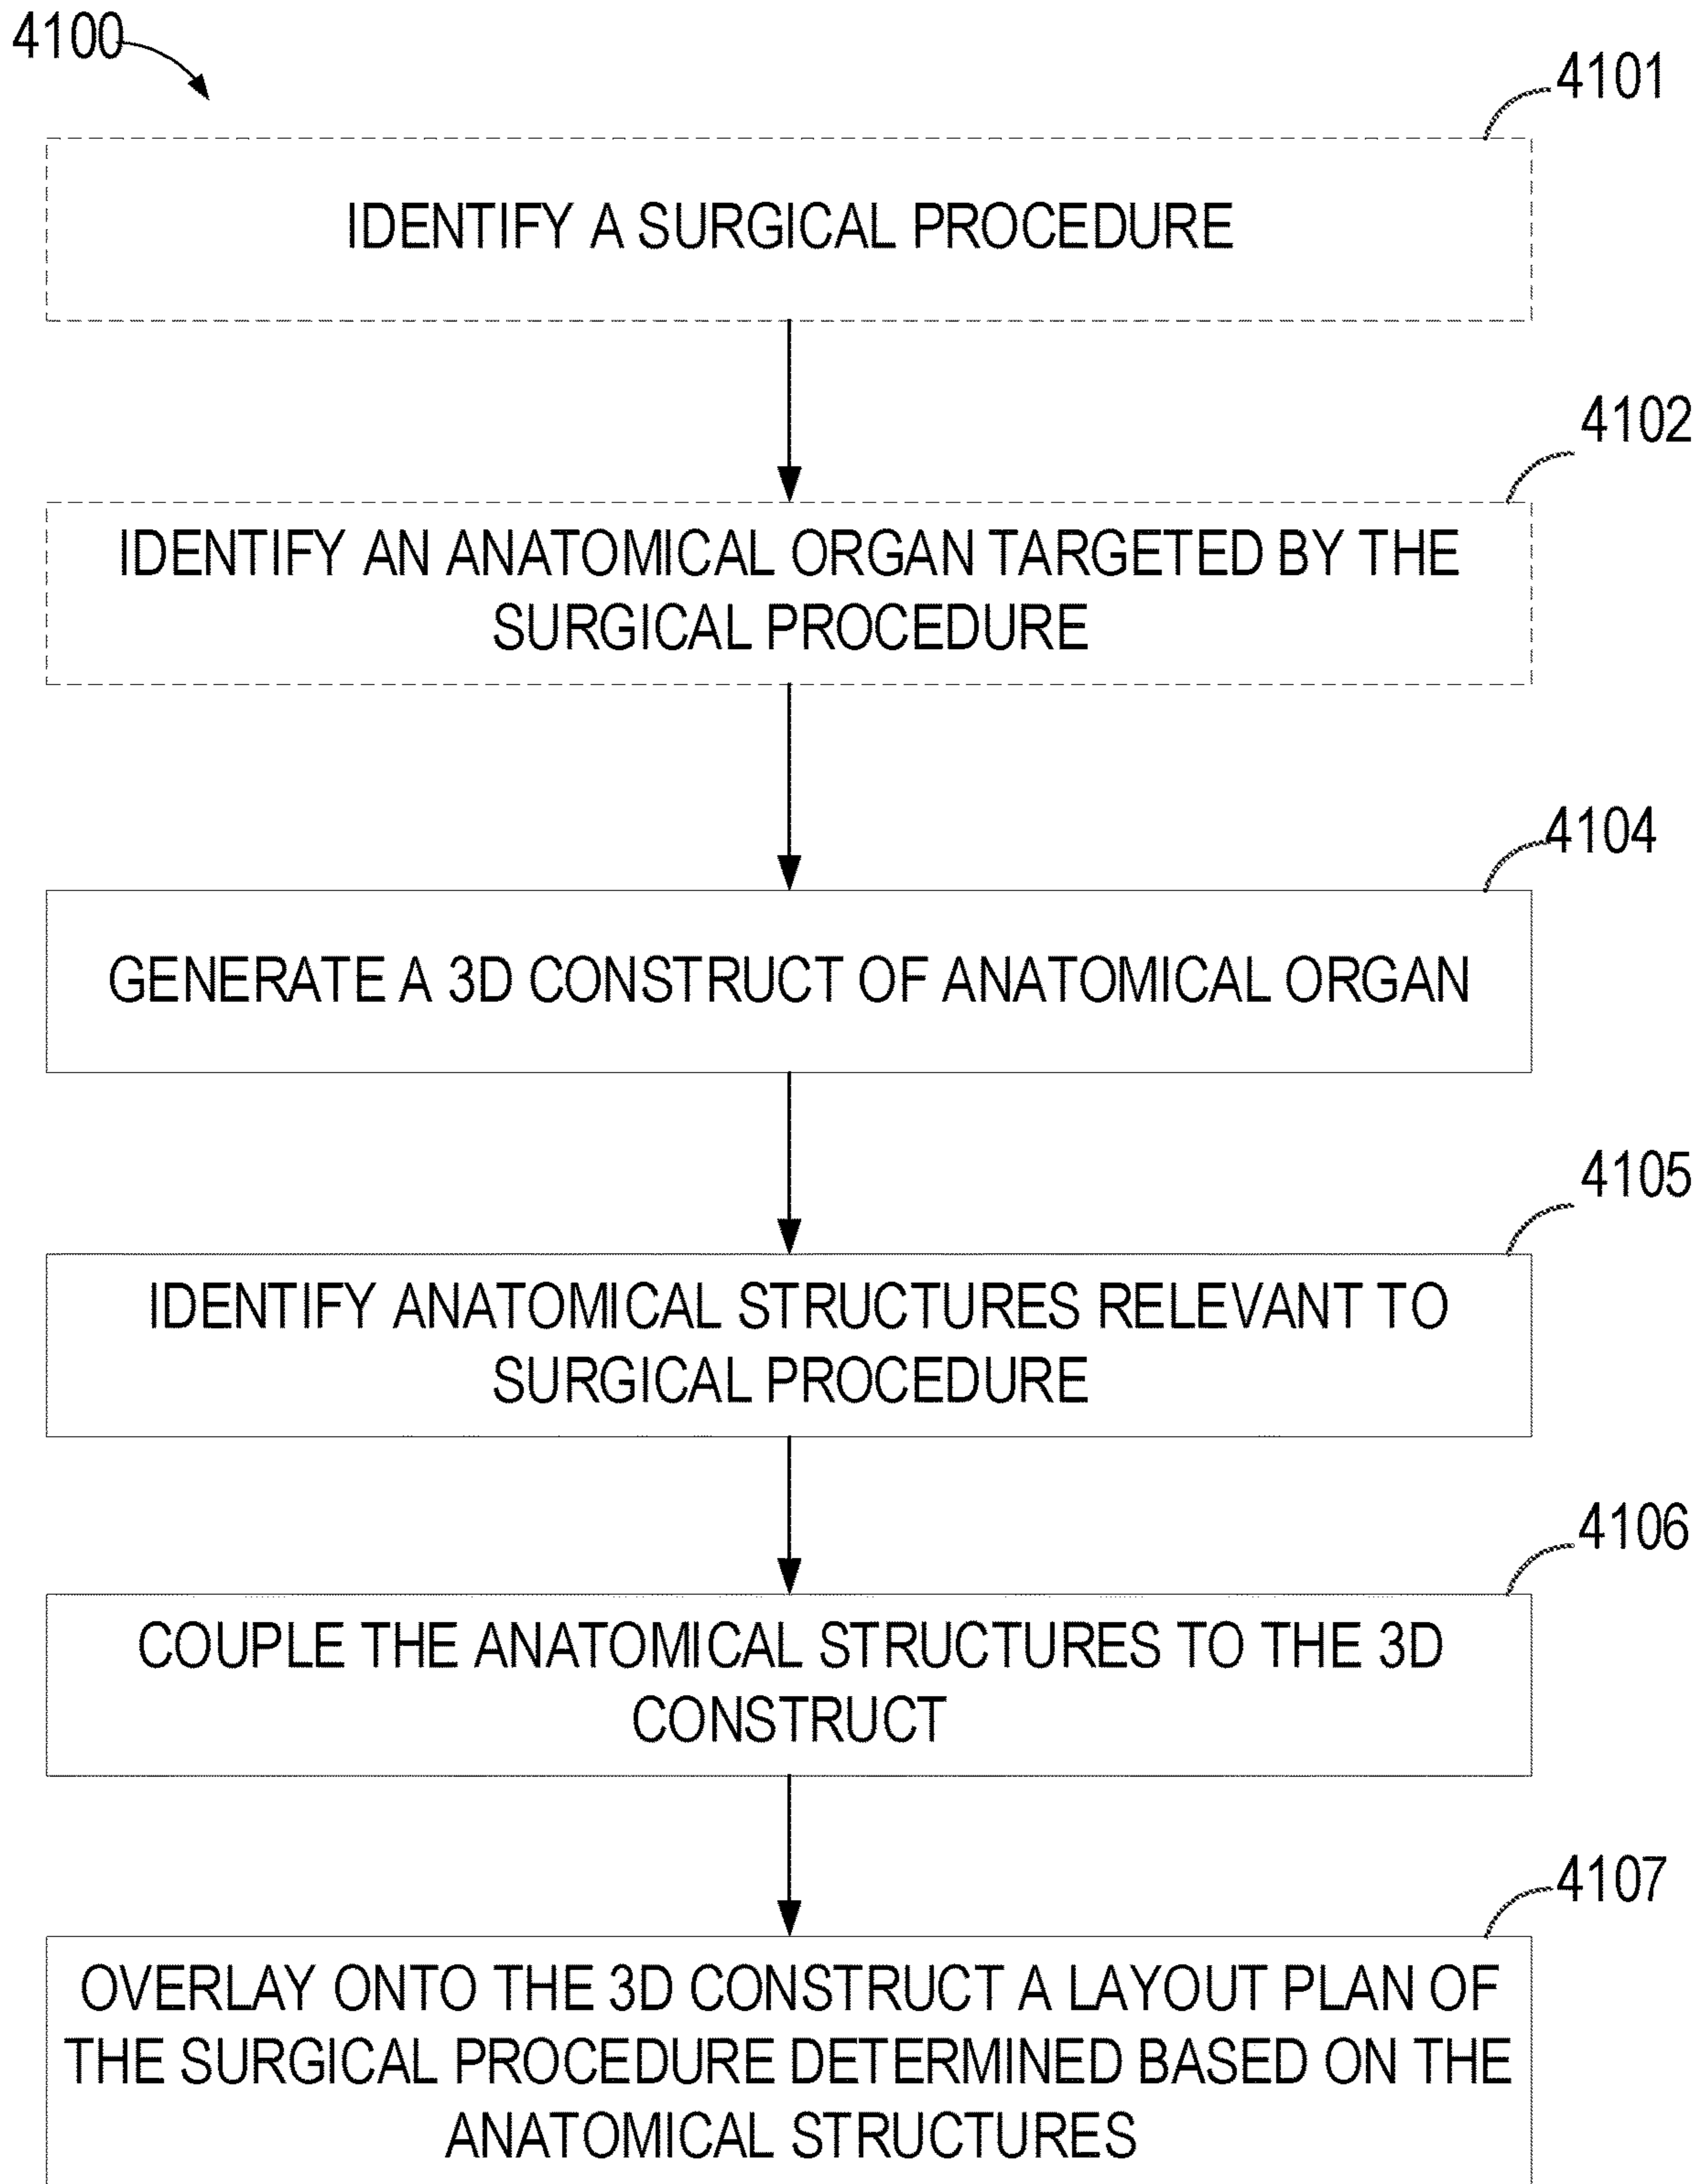 4100
4101
IDENTIFY A SURGICAL PROCEDURE
4102
IDENTIFY AN ANATOMICAL ORGAN TARGETED BY THE
SURGICAL PROCEDURE
4104
GENERATE A 3D CONSTRUCT OF ANATOMICAL ORGAN
4105
IDENTIFY ANATOMICAL STRUCTURES RELEVANT TO
SURGICAL PROCEDURE
4106
COUPLE THE ANATOMICAL STRUCTURES TO THE 3D
CONSTRUCT
4107
OVERLAY ONTO THE 3D CONSTRUCT A LAYOUT PLAN OF
THE SURGICAL PROCEDURE DETERMINED BASED ON THE
ANATOMICAL STRUCTURES